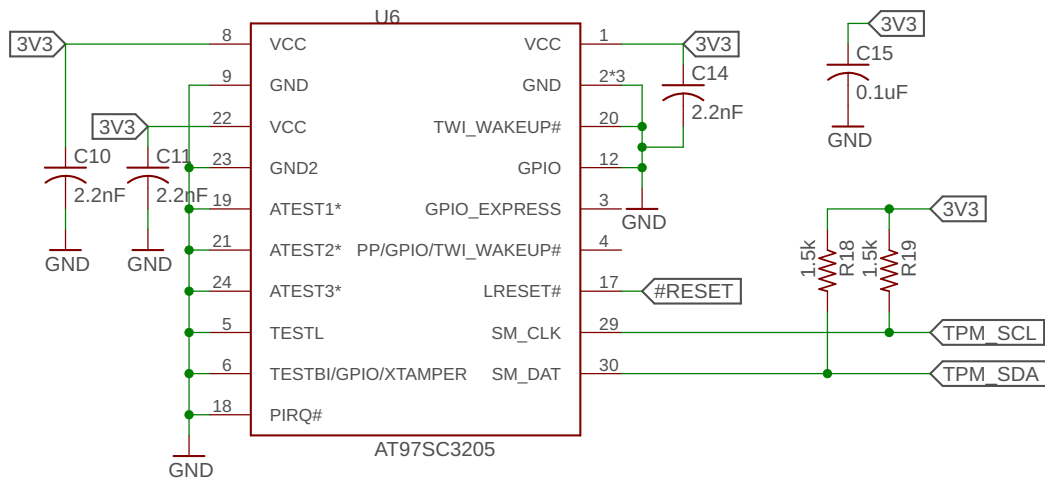 U6
3V3
8
VCC
VCC
1
3V3
3V3
C15
0.1uF
GND
9
GND
GND
2*3
C14
2.2nF
3V3
22
VCC
TWI_WAKEUP#
20
C10
2.2nF
GND
C11
2.2nF
GND
23
GND2
GPIO
12
19
ATEST1*
GPIO_EXPRESS
3
GND
21
ATEST2*
PP/GPIO/TWI_WAKEUP#
4
24
ATEST3*
LRESET#
17
#RESET
5
TESTL
SM_CLK
29
6
TESTBI/GPIO/XTAMPER
SM_DAT
30
18
PIRQ#
GND
AT97SC3205
3V3
1.5k
R18
1.5k
R19
TPM_SCL
TPM_SDA